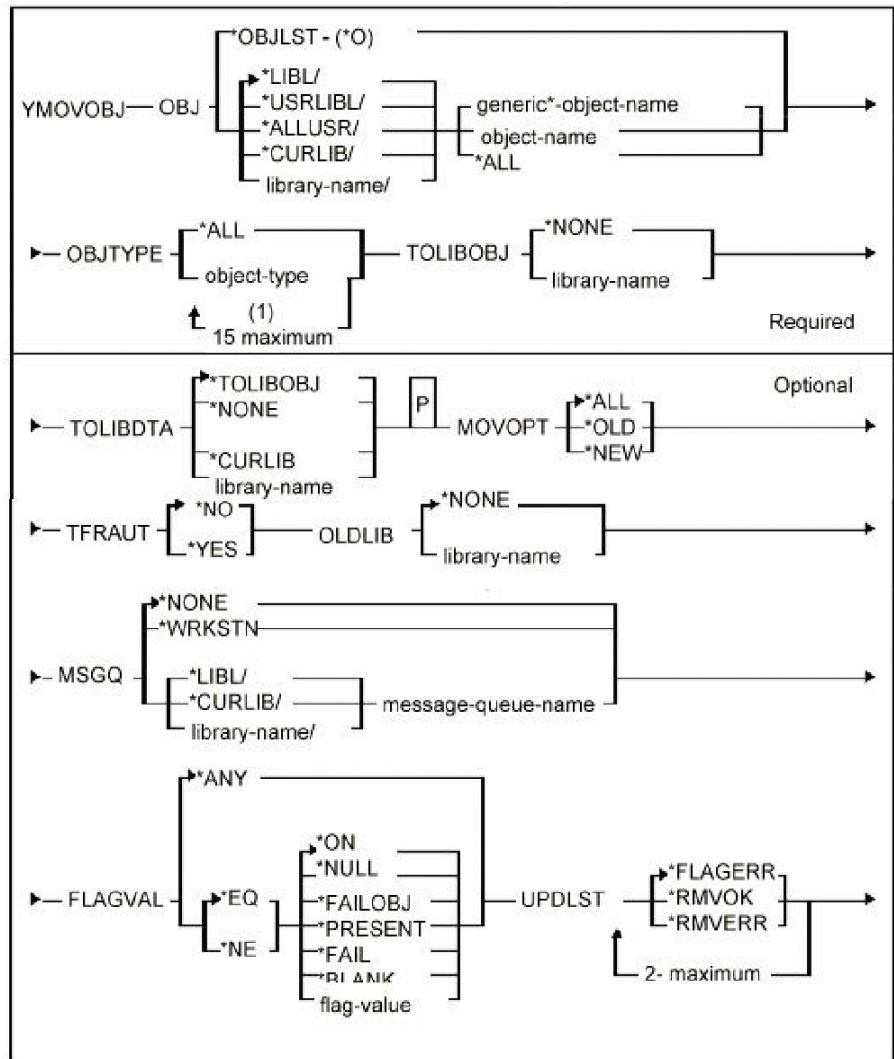 *OBJLST - (*O)
*LIBL/
*USRLIBL/
generic*-object-name
YMOVOBJ
OBJ
*ALLUSR/
object-name
*CURLIB/
*ALL
library-name/
*ALL
*NONE
OBJTYPE
TOLIBOBJ
object-type
library-name
(1)
15 maximum
Required
*TOLIBOBJ
Optional
*NONE
P
*ALL
TOLIBDTA
MOVOPT
*OLD
*CURLIB
*NEW
library-name
*NO
*NONE
TFRAUT
OLDLIB
*YES
library-name
*NONE
*WRKSTN
MSGQ
*LIBL/
*CURLIB/
message-queue-name
library-name/
*ANY
*ON
*NULL
*FLAGERR
FLAGVAL
*EQ
*FAILOBJ
UPDLST
*RMVOK
*PRESENT
*RMVERR
*NE
*FAIL
*BLANK
2- maximum
flag-value